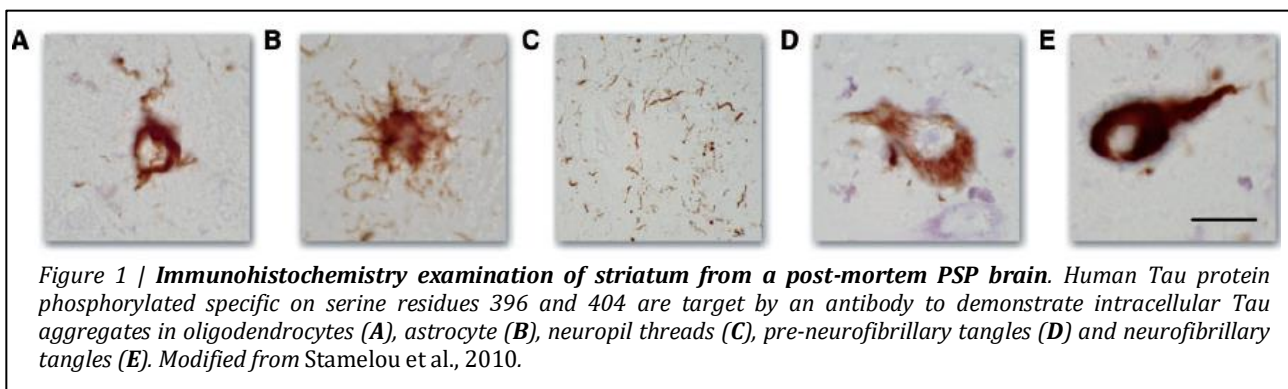 A B C D E
Figure 1 | Immunohistochemistry examination of striatum from a post-mortem PSP brain. Human Tau protein
phosphorylated specific on serine residues 396 and 404 are target by an antibody to demonstrate intracellular Tau
aggregates in oligodendrocytes (A), astrocyte (B), neuropil threads (C), pre-neurofibrillary tangles (D) and neurofibrillary
tangles (E). Modified from Stamelou et al., 2010.